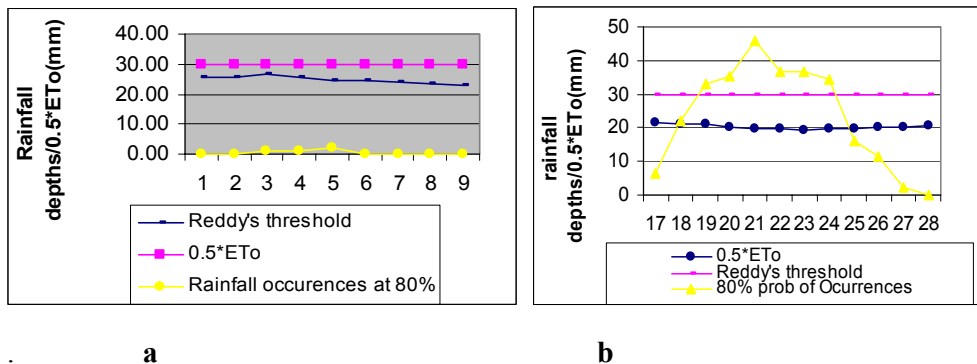 Rainfall
depths/0.5*ETo(mm)
40.00
30.00
20.00
10.00
0.00
1 2 3 4 5 6 7 8 9
Reddy's threshold
0.5*ETo
Rainfall occurences at 80%
rainfall
depths/0.5*ETo(mm)
50
40
30
20
10
0
17 18 19 20 21 22 23 24 25 26 27 28
0.5*ETo
Reddy's threshold
80% prob of Ocurrences
. a b